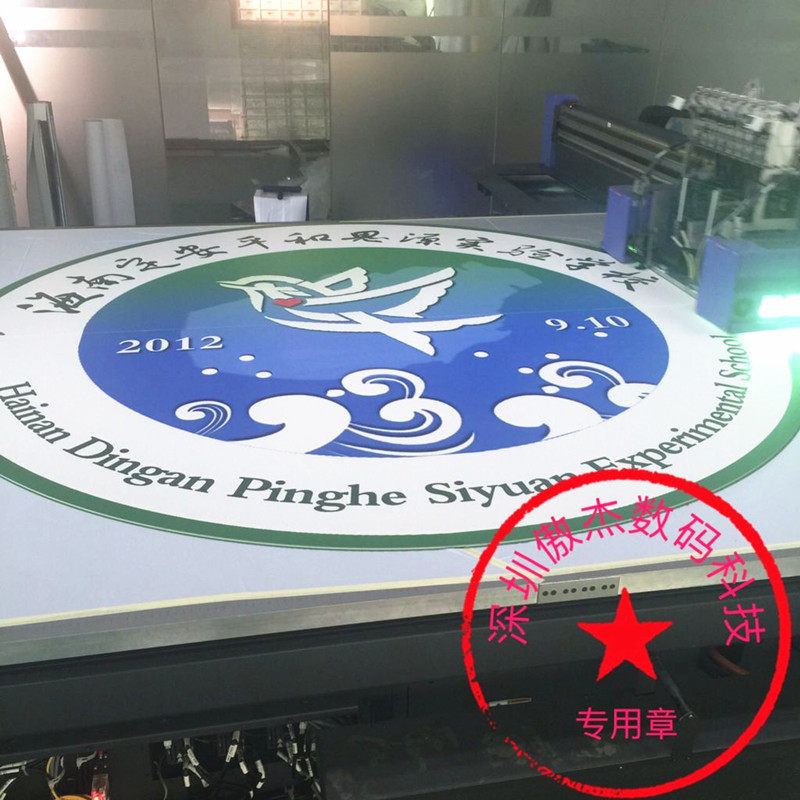 海南定安平和思源实验学校
2012
9.10
Hainan Dingan Pinghe Siyuan Experimental School
深圳傲杰数码科技
专用章